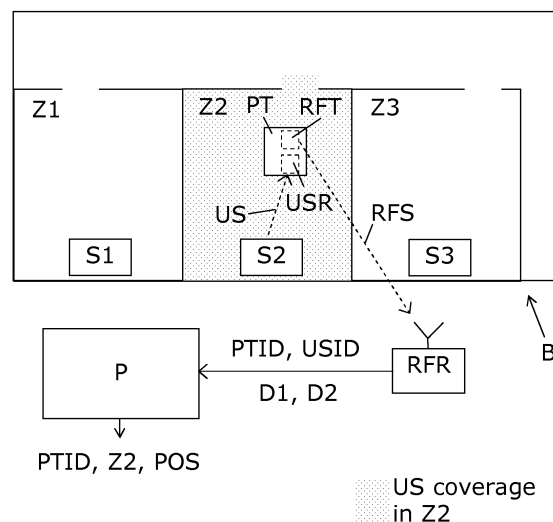 Z1
Z2
PT
RFT
Z3
USR
US
RFS
S1
S2
S3
B
PTID, USID
P
RFR
D1, D2
PTID, Z2, POS
US coverage
in Z2